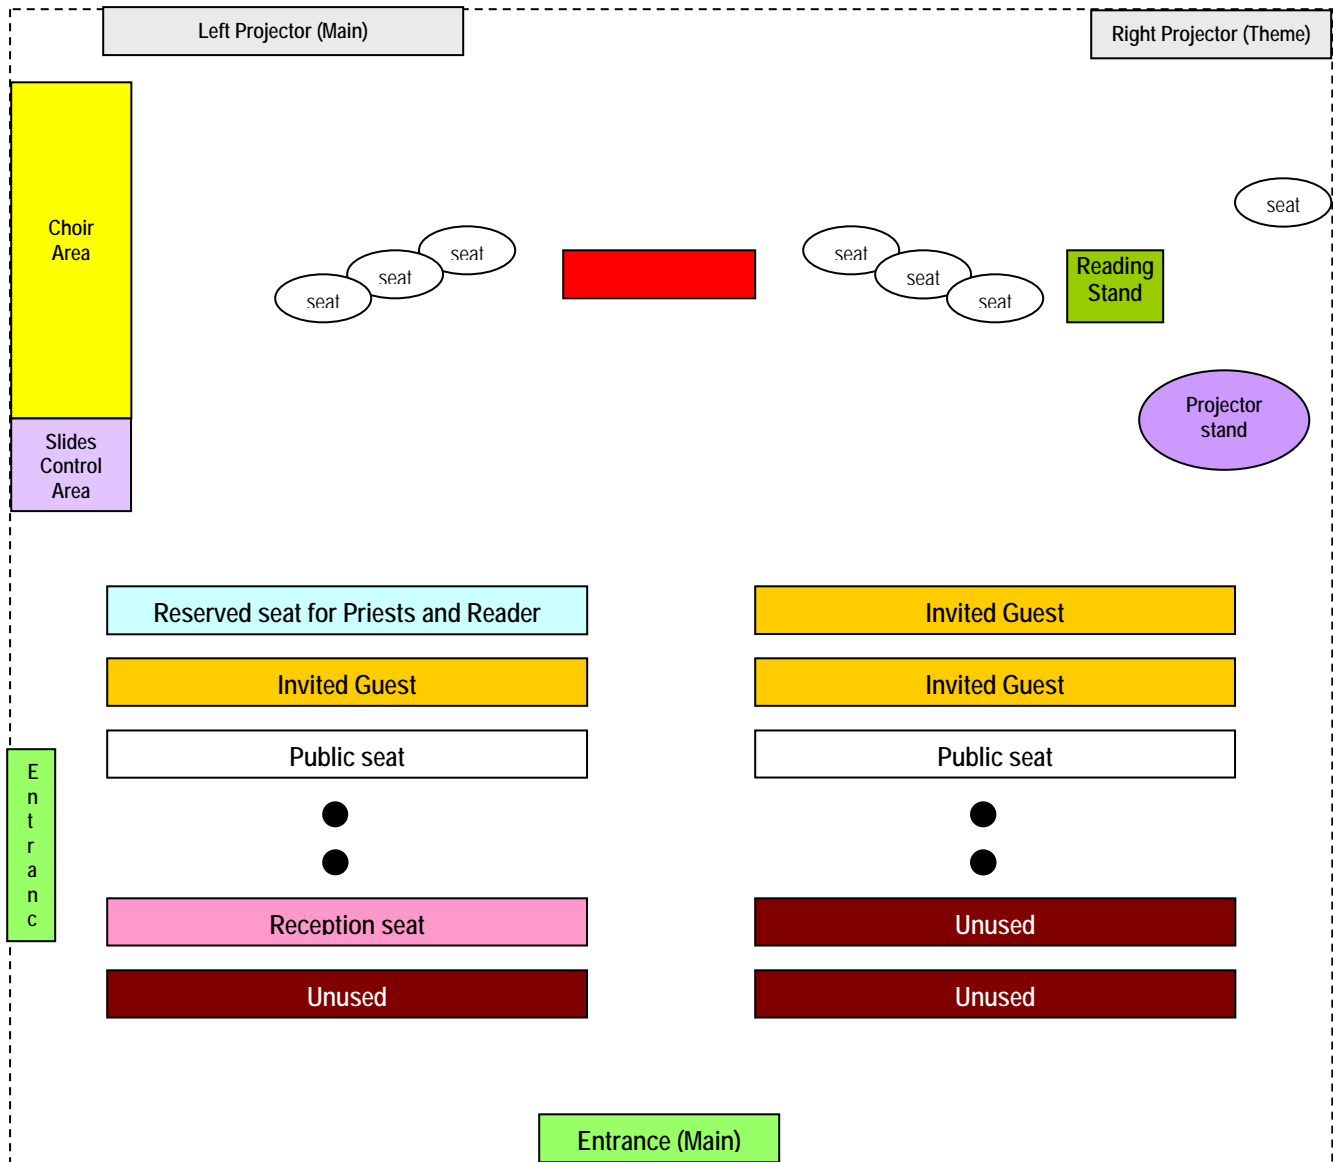 Left Projector (Main)
Right Projector (Theme)
Choir
Area
seat
seat
seat
seat
seat
seat
seat
Reading
Stand
Projector
stand
Slides
Control
Area
Reserved seat for Priests and Reader
Invited Guest
Invited Guest
Invited Guest
Public seat
Public seat
E
n
t
r
a
n
c
Reception seat
Unused
Unused
Unused
Entrance (Main)